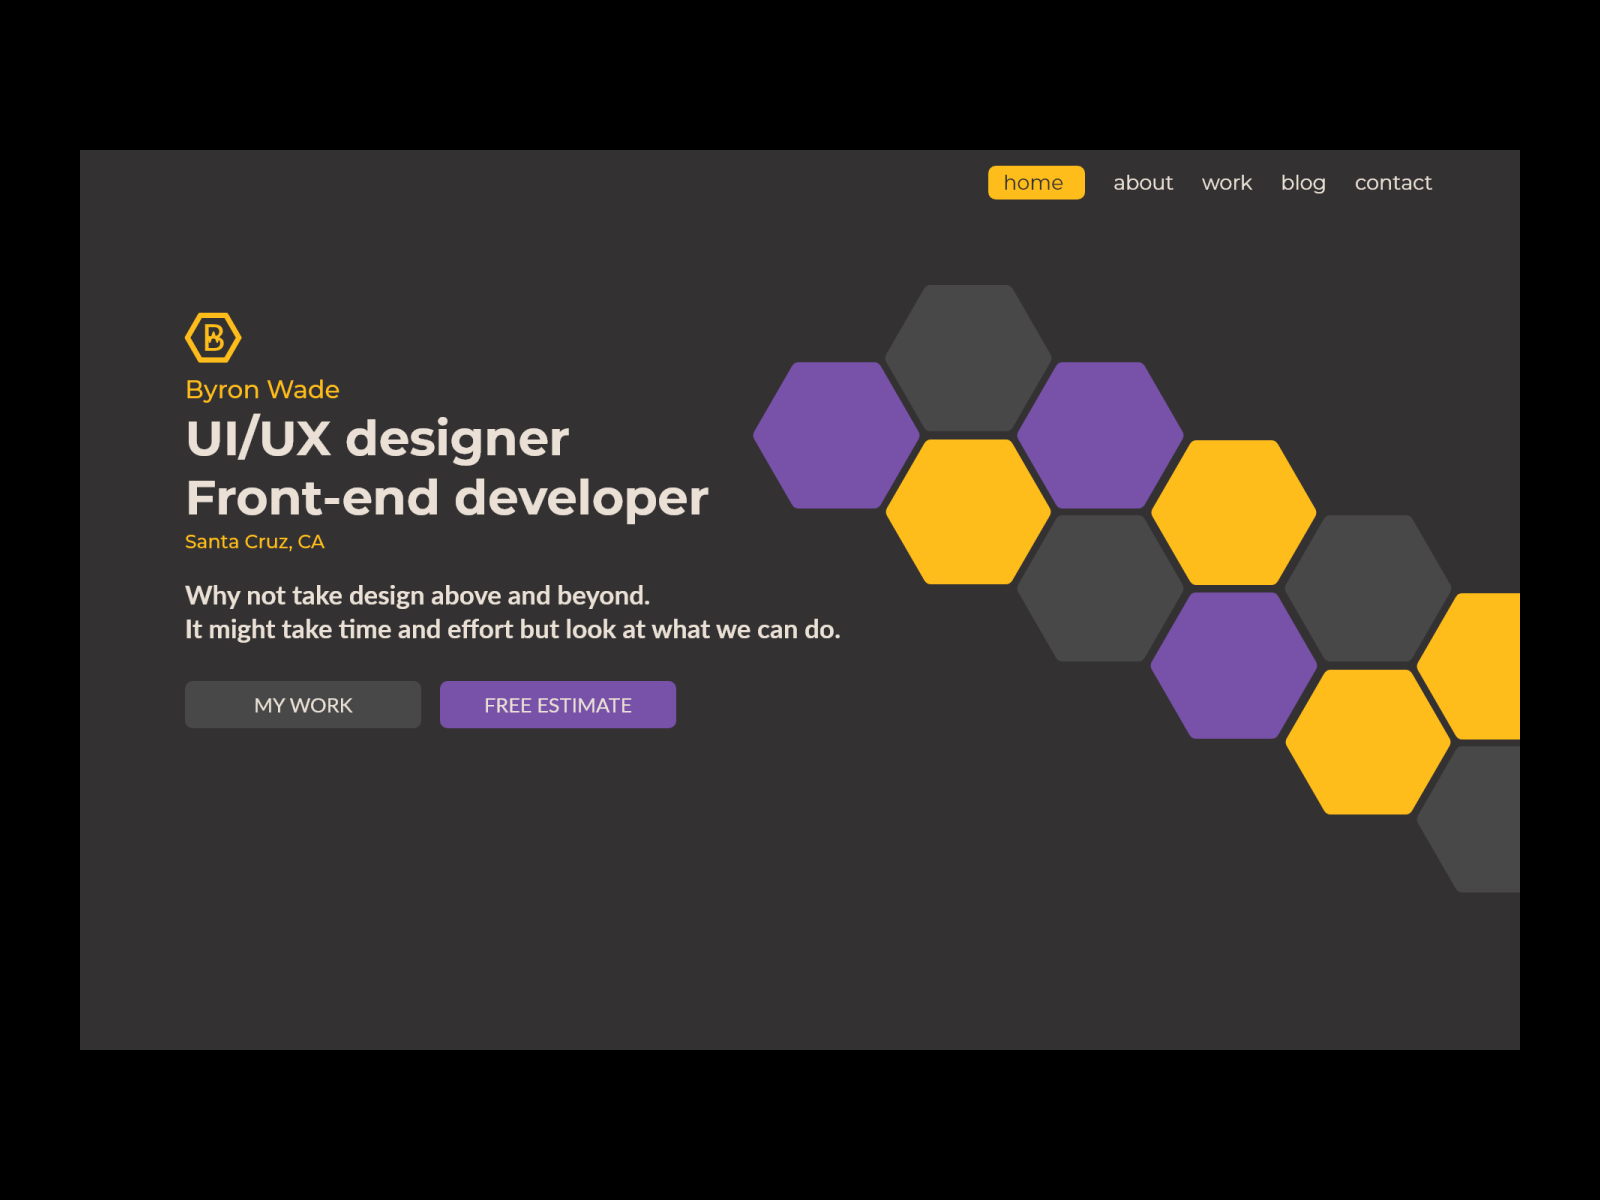 home about work blog contact
B
Byron Wade
UI/UX designer
Front-end developer
Santa Cruz, CA
Why not take design above and beyond.
It might take time and effort but look at what we can do.
MY WORK FREE ESTIMATE